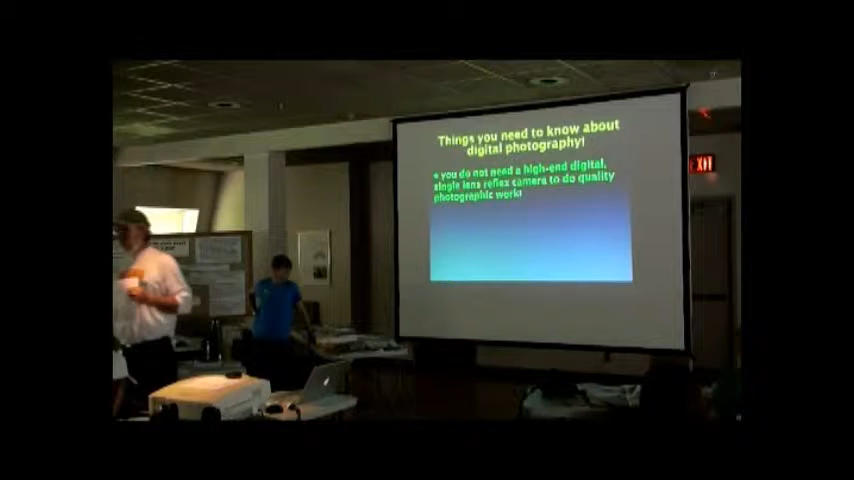 Things you need to know about
digital photography!
you do not need a high-end digital,
single lens reflex camera to do quality
photographic work!
EXIT